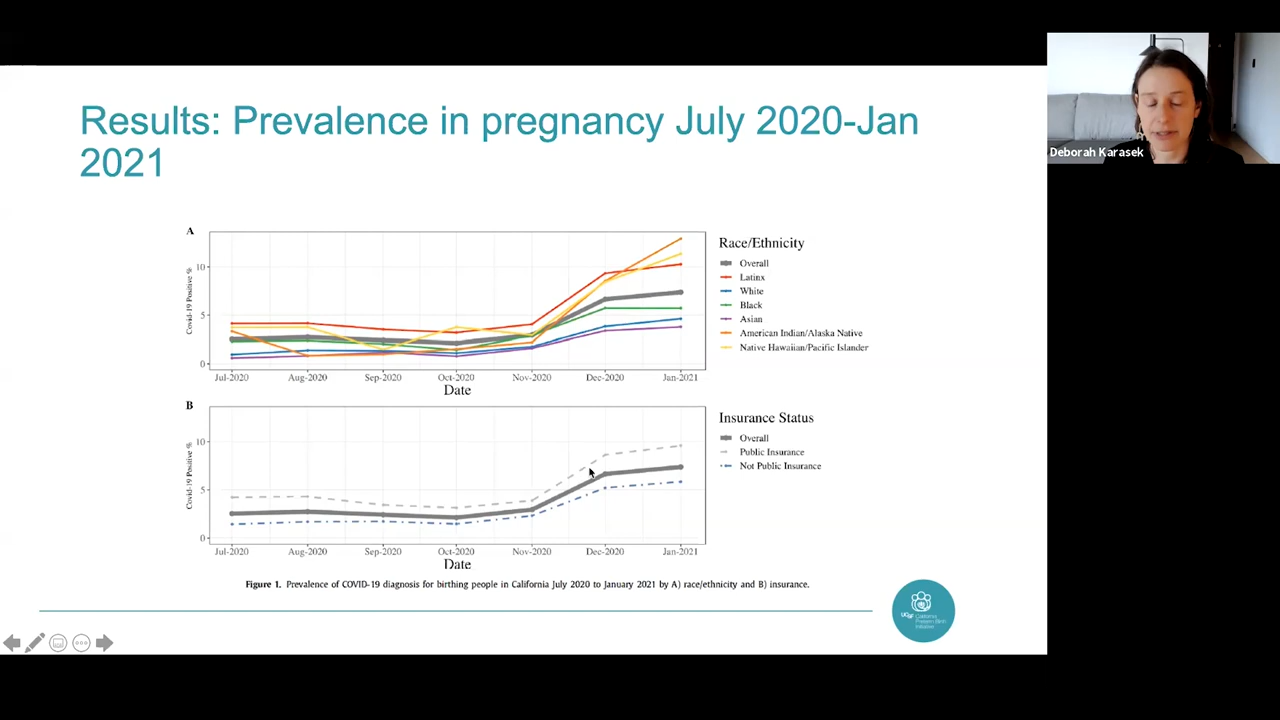 Results: Prevalence in pregnancy July 2020-Jan
2021
Deborah Karasek
A
Covid-19 Positive %
10
5
0
Jul-2020 Aug-2020 Sep-2020 Oct-2020 Nov-2020 Dec-2020 Jan-2021
Date
Race/Ethnicity
Overall
Latinx
White
Black
Asian
American Indian/Alaska Native
Native Hawaiian/Pacific Islander
B
Covid-19 Positive %
10
5
0
Jul-2020 Aug-2020 Sep-2020 Oct-2020 Nov-2020 Dec-2020 Jan-2021
Date
Insurance Status
Overall
Public Insurance
Not Public Insurance
Figure 1. Prevalence of COVID-19 diagnosis for birthing people in California July 2020 to January 2021 by A) race/ethnicity and B) insurance.
UCSF California
Preterm Birth
Initiative